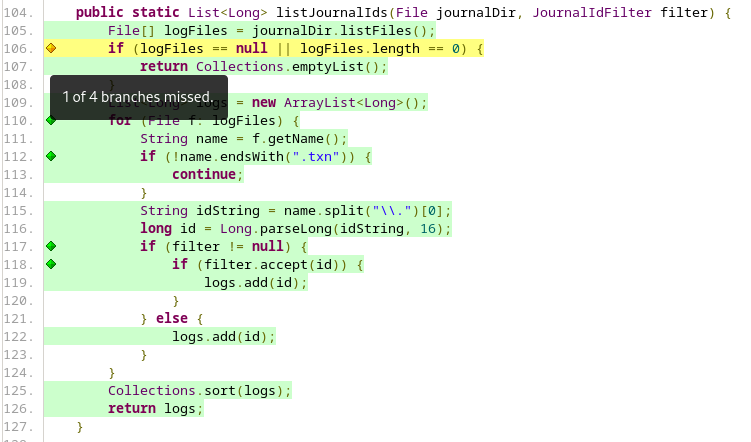 104. public static List<Long> listJournalIds(File journalDir, JournalIdFilter filter) {
105. File[] logFiles = journalDir.listFiles();
106. if (logFiles == null || logFiles.length == 0) {
107. return Collections.emptyList();
108. }
1 of 4 branches missed.
109. List<Long> logs = new ArrayList<Long>();
110. for (File f: logFiles) {
111. String name = f.getName();
112. if (!name.endsWith(".txn")) {
113. continue;
114. }
115. String idString = name.split("\\.")[0];
116. long id = Long.parseLong(idString, 16);
117. if (filter != null) {
118. if (filter.accept(id)) {
119. logs.add(id);
120. }
121. } else {
122. logs.add(id);
123. }
124. }
125. Collections.sort(logs);
126. return logs;
127. }